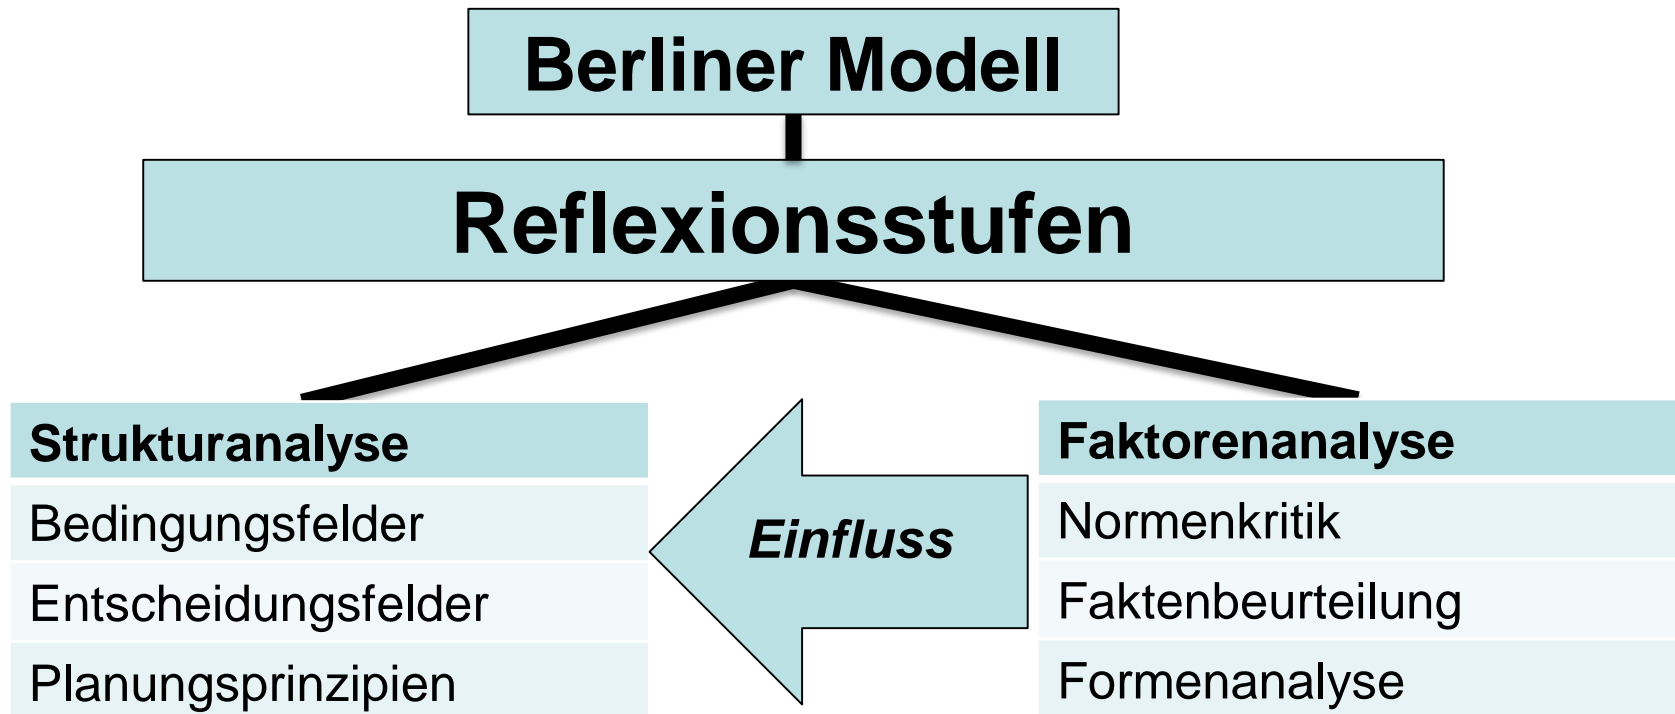 Berliner Modell
Reflexionsstufen
Strukturanalyse
Bedingungsfelder
Entscheidungsfelder
Planungsprinzipien
Einfluss
Faktorenanalyse
Normenkritik
Faktenbeurteilung
Formenanalyse